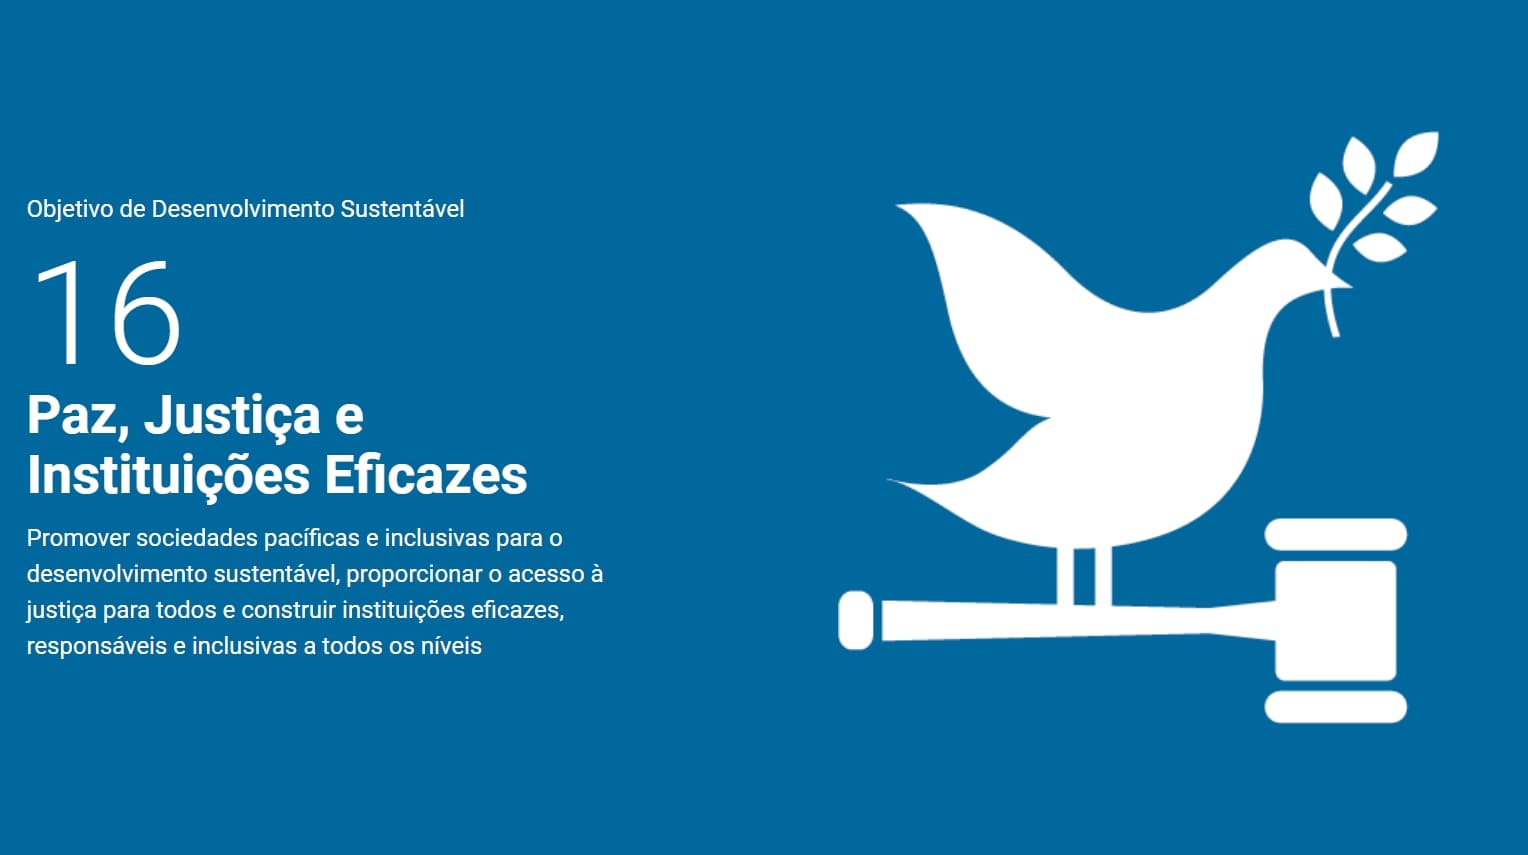 Objetivo de Desenvolvimento Sustentável
16
Paz, Justiça e
Instituições Eficazes
Promover sociedades pacíficas e inclusivas para o
desenvolvimento sustentável, proporcionar o acesso à
justiça para todos e construir instituições eficazes,
responsáveis e inclusivas a todos os níveis